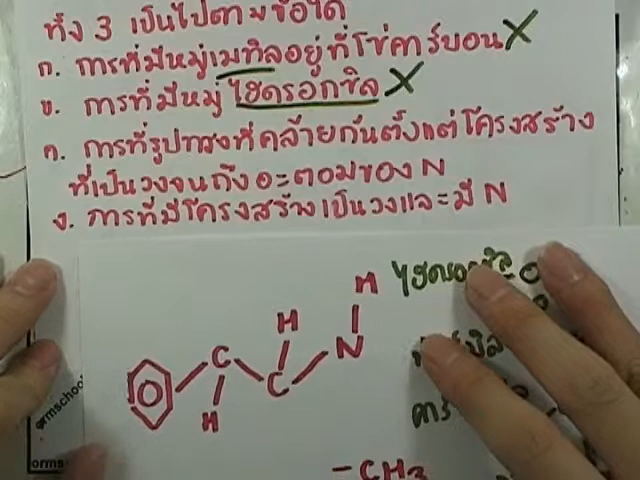 ทั้ง 3 เป็นไปตามข้อใด
ก. การที่มีหมู่เมทิลอยู่ที่โซ่คาร์บอน X
ข. การที่มีหมู่ไฮดรอกซิล X
ค. การที่รูปทรงที่คล้ายกันตั้งแต่โครงสร้าง
ที่เป็นวงจนถึงอะตอมของ N
ง. การที่มีโครงสร้างเป็นวงและมี N
H
H
C
N
C
H
- CH3
ormschool
orms